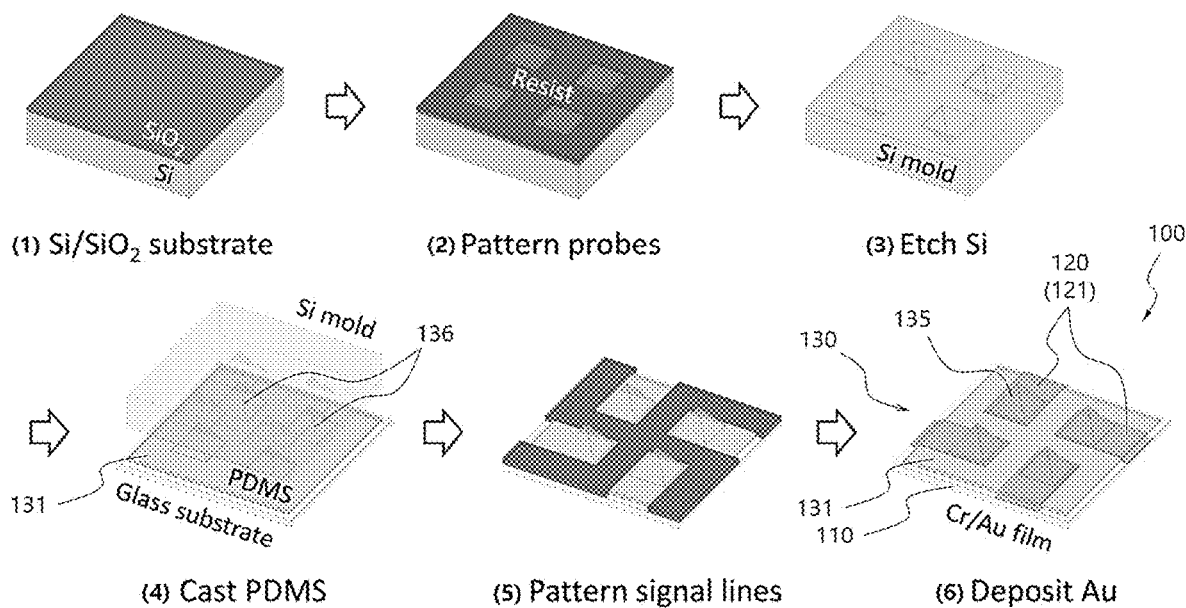 SiO₂
Si
Resist
Si mold
(1) Si/SiO₂ substrate
(2) Pattern probes
(3) Etch Si
100
120
(121)
135
130
Si mold
136
PDMS
131
Glass substrate
131
110
Cr/Au film
(4) Cast PDMS
(5) Pattern signal lines
(6) Deposit Au